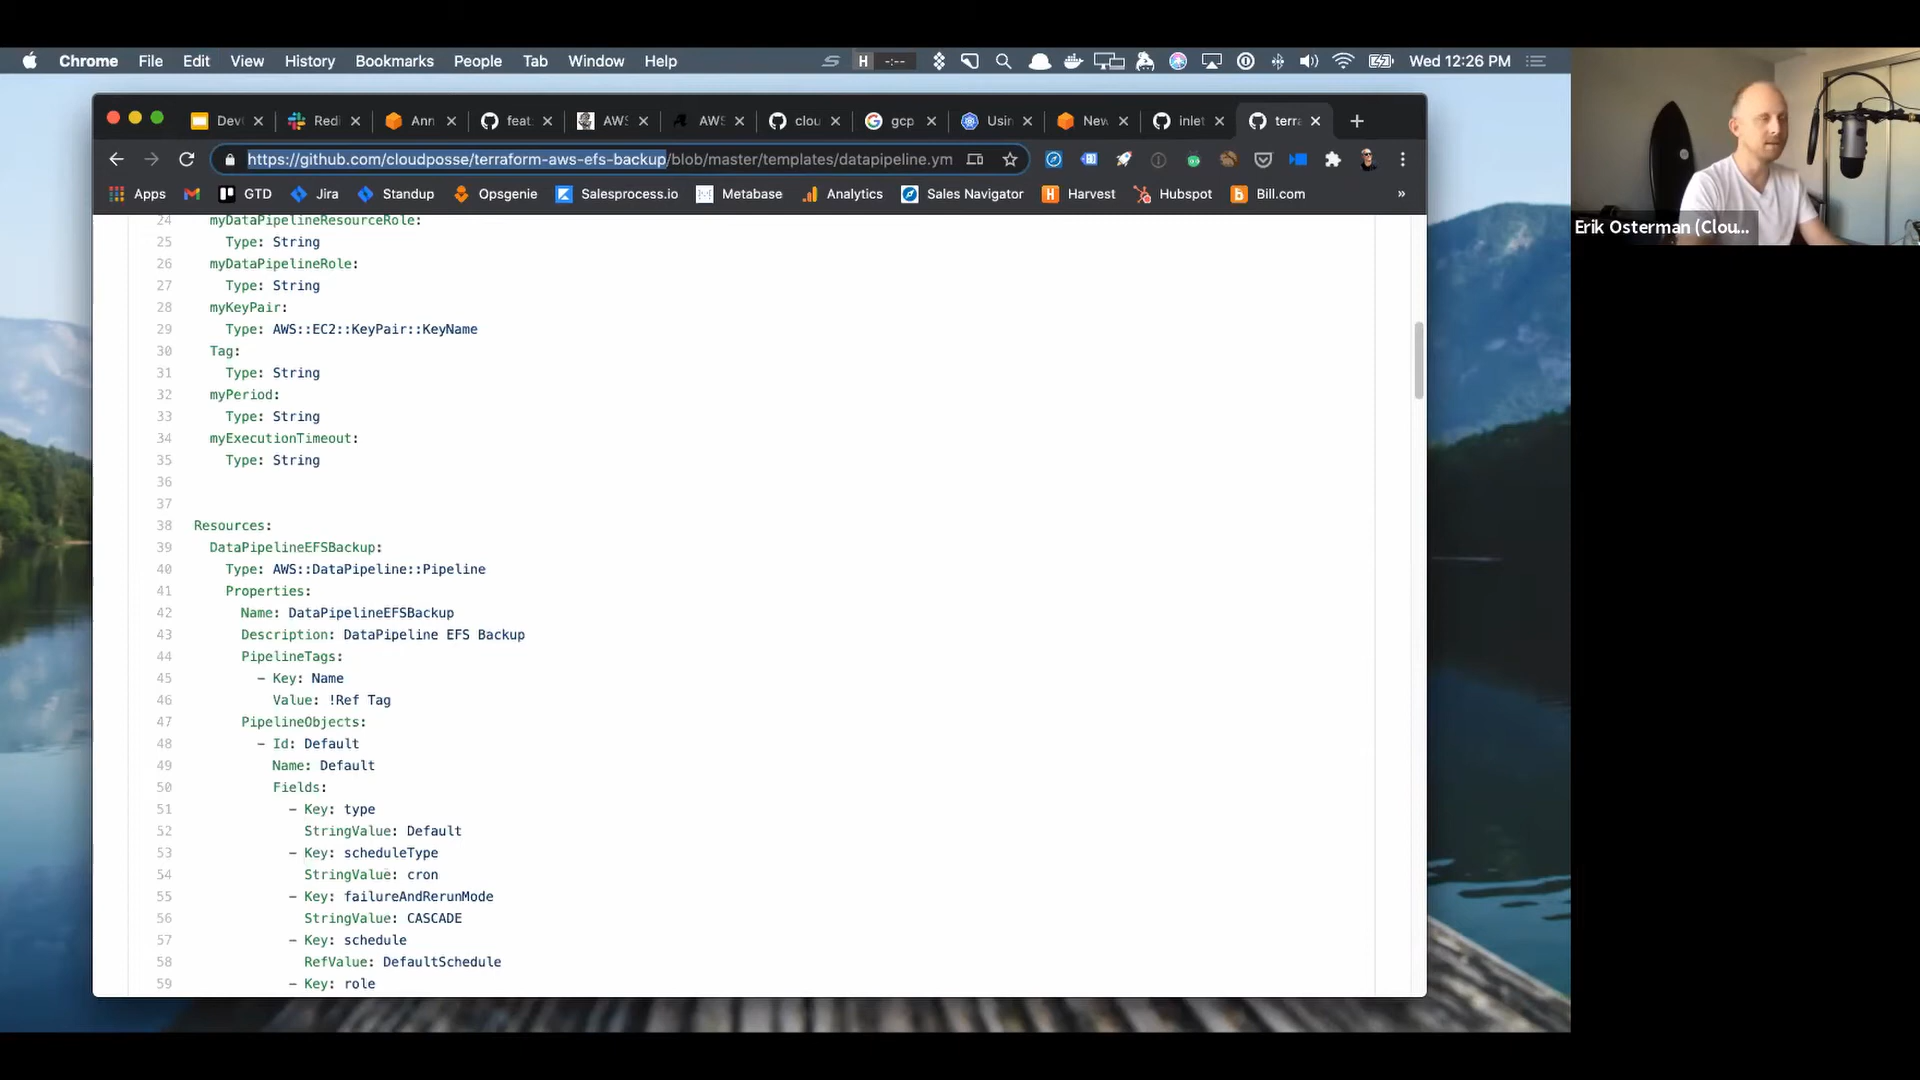 Chrome File Edit View History Bookmarks People Tab Window Help
H -:--
Wed 12:26 PM
Dev
Redi
Ann
feat:
AWS
AWS
clou
gcp
Usin
New
inlet
terra
https://github.com/cloudposse/terraform-aws-efs-backup/blob/master/templates/datapipeline.ym
Apps GTD Jira Standup Opsgenie Salesprocess.io Metabase Analytics Sales Navigator Harvest Hubspot Bill.com »
24 myDataPipelineResourceRole:
25 Type: String
26 myDataPipelineRole:
27 Type: String
28 myKeyPair:
29 Type: AWS::EC2::KeyPair::KeyName
30 Tag:
31 Type: String
32 myPeriod:
33 Type: String
34 myExecutionTimeout:
35 Type: String
36
37
38 Resources:
39 DataPipelineEFSBackup:
40 Type: AWS::DataPipeline::Pipeline
41 Properties:
42 Name: DataPipelineEFSBackup
43 Description: DataPipeline EFS Backup
44 PipelineTags:
45 - Key: Name
46 Value: !Ref Tag
47 PipelineObjects:
48 - Id: Default
49 Name: Default
50 Fields:
51 - Key: type
52 StringValue: Default
53 - Key: scheduleType
54 StringValue: cron
55 - Key: failureAndRerunMode
56 StringValue: CASCADE
57 - Key: schedule
58 RefValue: DefaultSchedule
59 - Key: role
Erik Osterman (Clou...